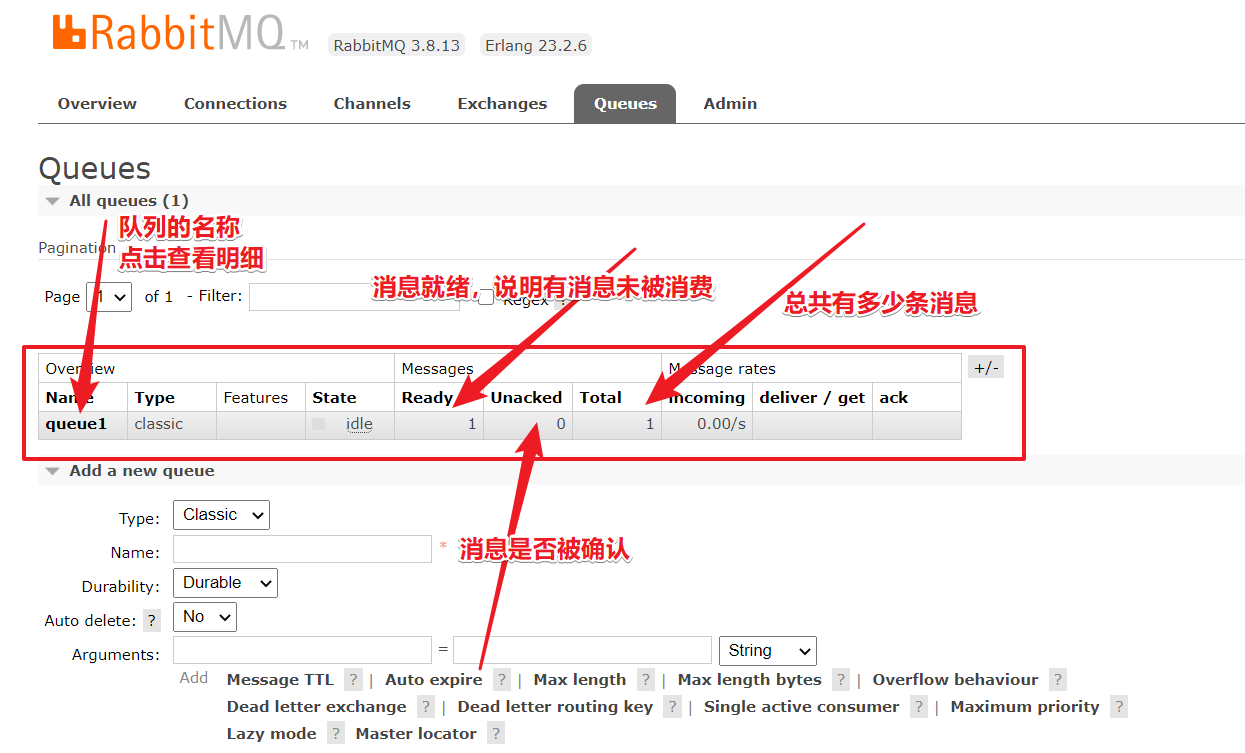 RabbitMQ TM RabbitMQ 3.8.13 Erlang 23.2.6
Overview Connections Channels Exchanges Queues Admin
Queues
All queues (1)
队列的名称
Pagination
点击查看明细
Page 1 of 1 - Filter: Regex ?
消息就绪，说明有消息未被消费
总共有多少条消息
Overview Messages Message rates +/-
Name Type Features State Ready Unacked Total incoming deliver / get ack
queue1 classic idle 1 0 1 0.00/s
Add a new queue
Type: Classic
Name: *
消息是否被确认
Durability: Durable
Auto delete: ? No
Arguments: = String
Add Message TTL ? | Auto expire ? | Max length ? | Max length bytes ? | Overflow behaviour ?
Dead letter exchange ? | Dead letter routing key ? | Single active consumer ? | Maximum priority ?
Lazy mode ? Master locator ?